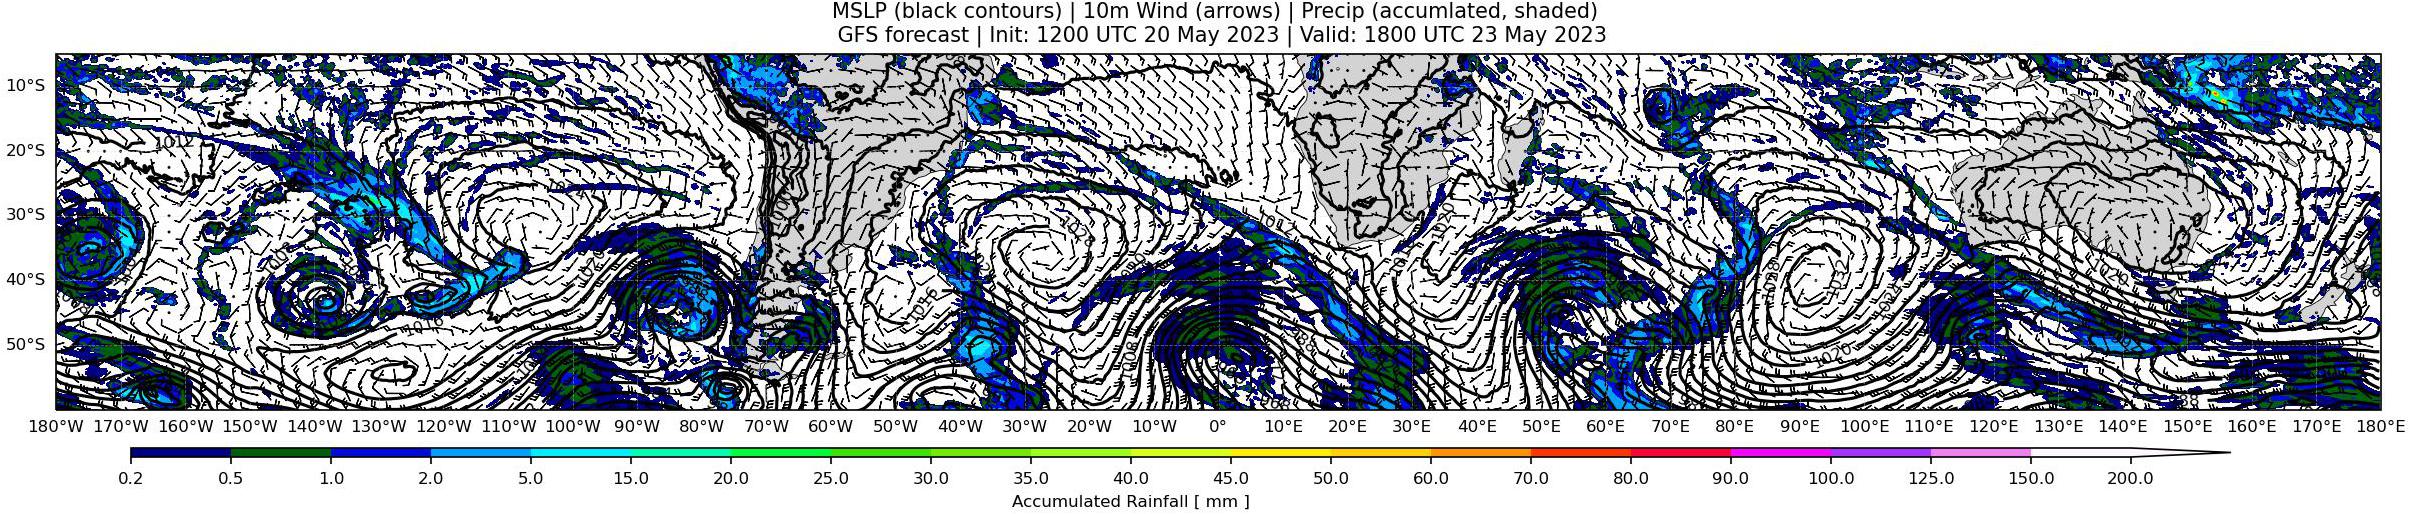 MSLP (black contours) | 10m Wind (arrows) | Precip (accumlated, shaded)
GFS forecast | Init: 1200 UTC 20 May 2023 | Valid: 1800 UTC 23 May 2023
10°S
20°S
30°S
40°S
50°S
1012
1028
1012
1016
1016
1020
1008
988
968
1020
180°W 170°W 160°W 150°W 140°W 130°W 120°W 110°W 100°W 90°W 80°W 70°W 60°W 50°W 40°W 30°W 20°W 10°W 0° 10°E 20°E 30°E 40°E 50°E 60°E 70°E 80°E 90°E 100°E 110°E 120°E 130°E 140°E 150°E 160°E 170°E 180°E
0.2 0.5 1.0 2.0 5.0 15.0 20.0 25.0 30.0 35.0 40.0 45.0 50.0 60.0 70.0 80.0 90.0 100.0 125.0 150.0 200.0
Accumulated Rainfall [ mm ]